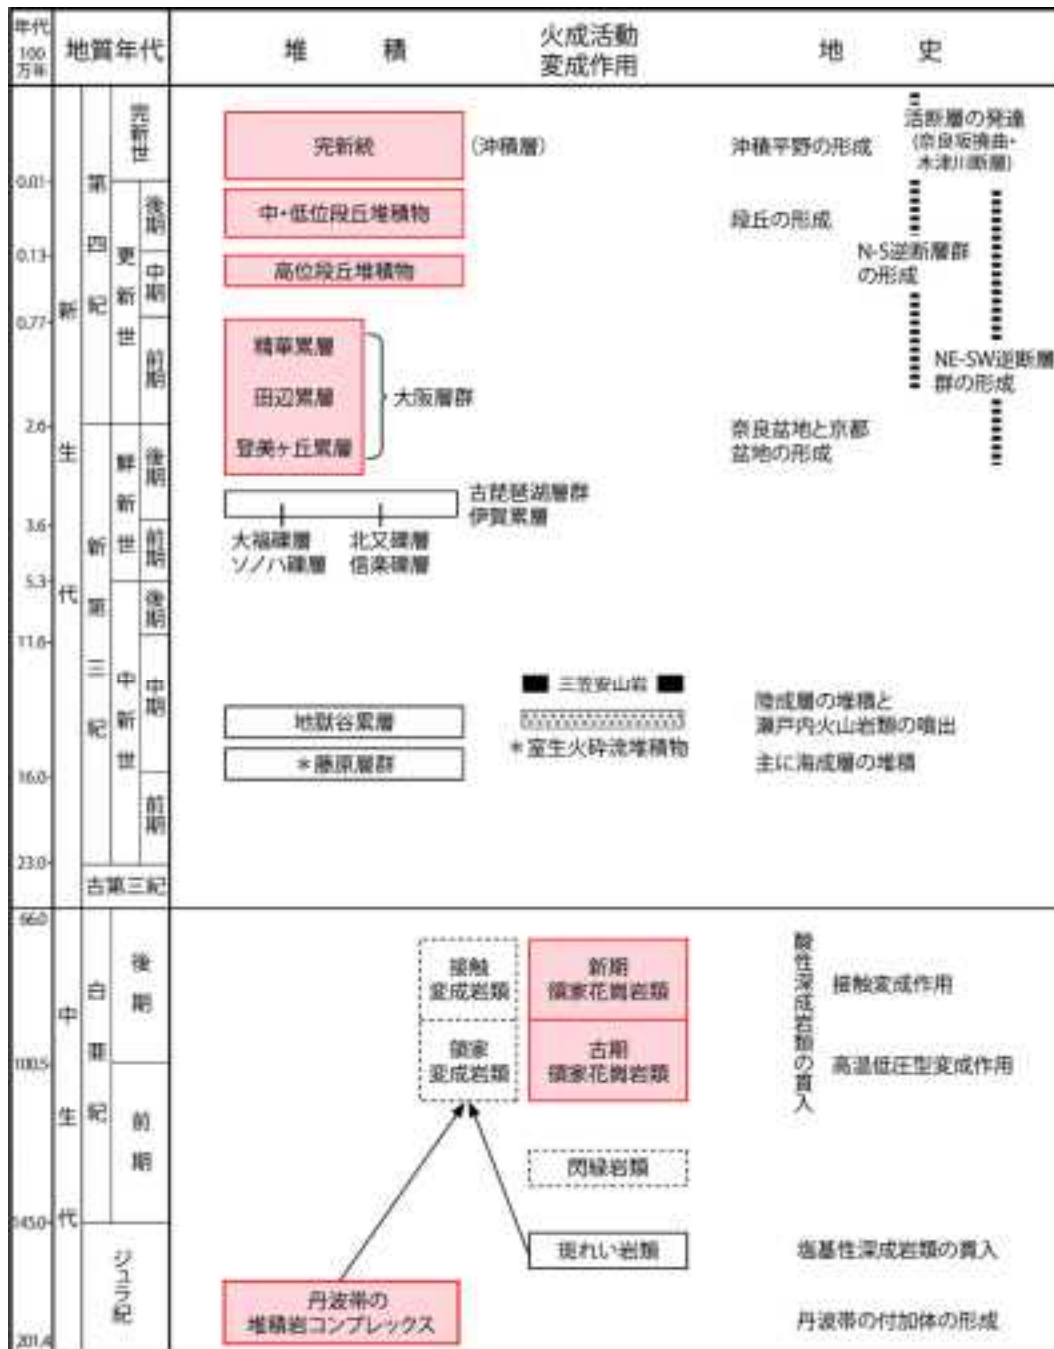 年代
100
万年
地質年代
堆 積
火成活動
変成作用
地 史
完新世
0.01
第四紀
更新世
後期
0.13
中期
0.77
前期
2.6
新生代
新第三紀
鮮新世
後期
3.6
前期
5.3
中新世
後期
11.6
中期
16.0
前期
23.0
古第三紀
66.0
中生代
白亜紀
後期
100.5
前期
145.0
ジュラ紀
201.4
完新統
(沖積層)
沖積平野の形成
活断層の発達
(奈良坂撓曲・
木津川断層)
中・低位段丘堆積物
段丘の形成
N-S逆断層群
の形成
高位段丘堆積物
精華累層
田辺累層
登美ヶ丘累層
大阪層群
NE-SW逆断層
群の形成
奈良盆地と京都
盆地の形成
古琵琶湖層群
伊賀累層
大福礫層
ソノハ礫層
北又礫層
信楽礫層
三笠安山岩
地獄谷累層
*室生火砕流堆積物
陸成層の堆積と
瀬戸内火山岩類の噴出
*藤原層群
主に海成層の堆積
接触
変成岩類
新期
領家花崗岩類
酸性深成岩類の貫入
接触変成作用
領家
変成岩類
古期
領家花崗岩類
高温低圧型変成作用
閃緑岩類
斑れい岩類
塩基性深成岩類の貫入
丹波帯の
堆積岩コンプレックス
丹波帯の付加体の形成